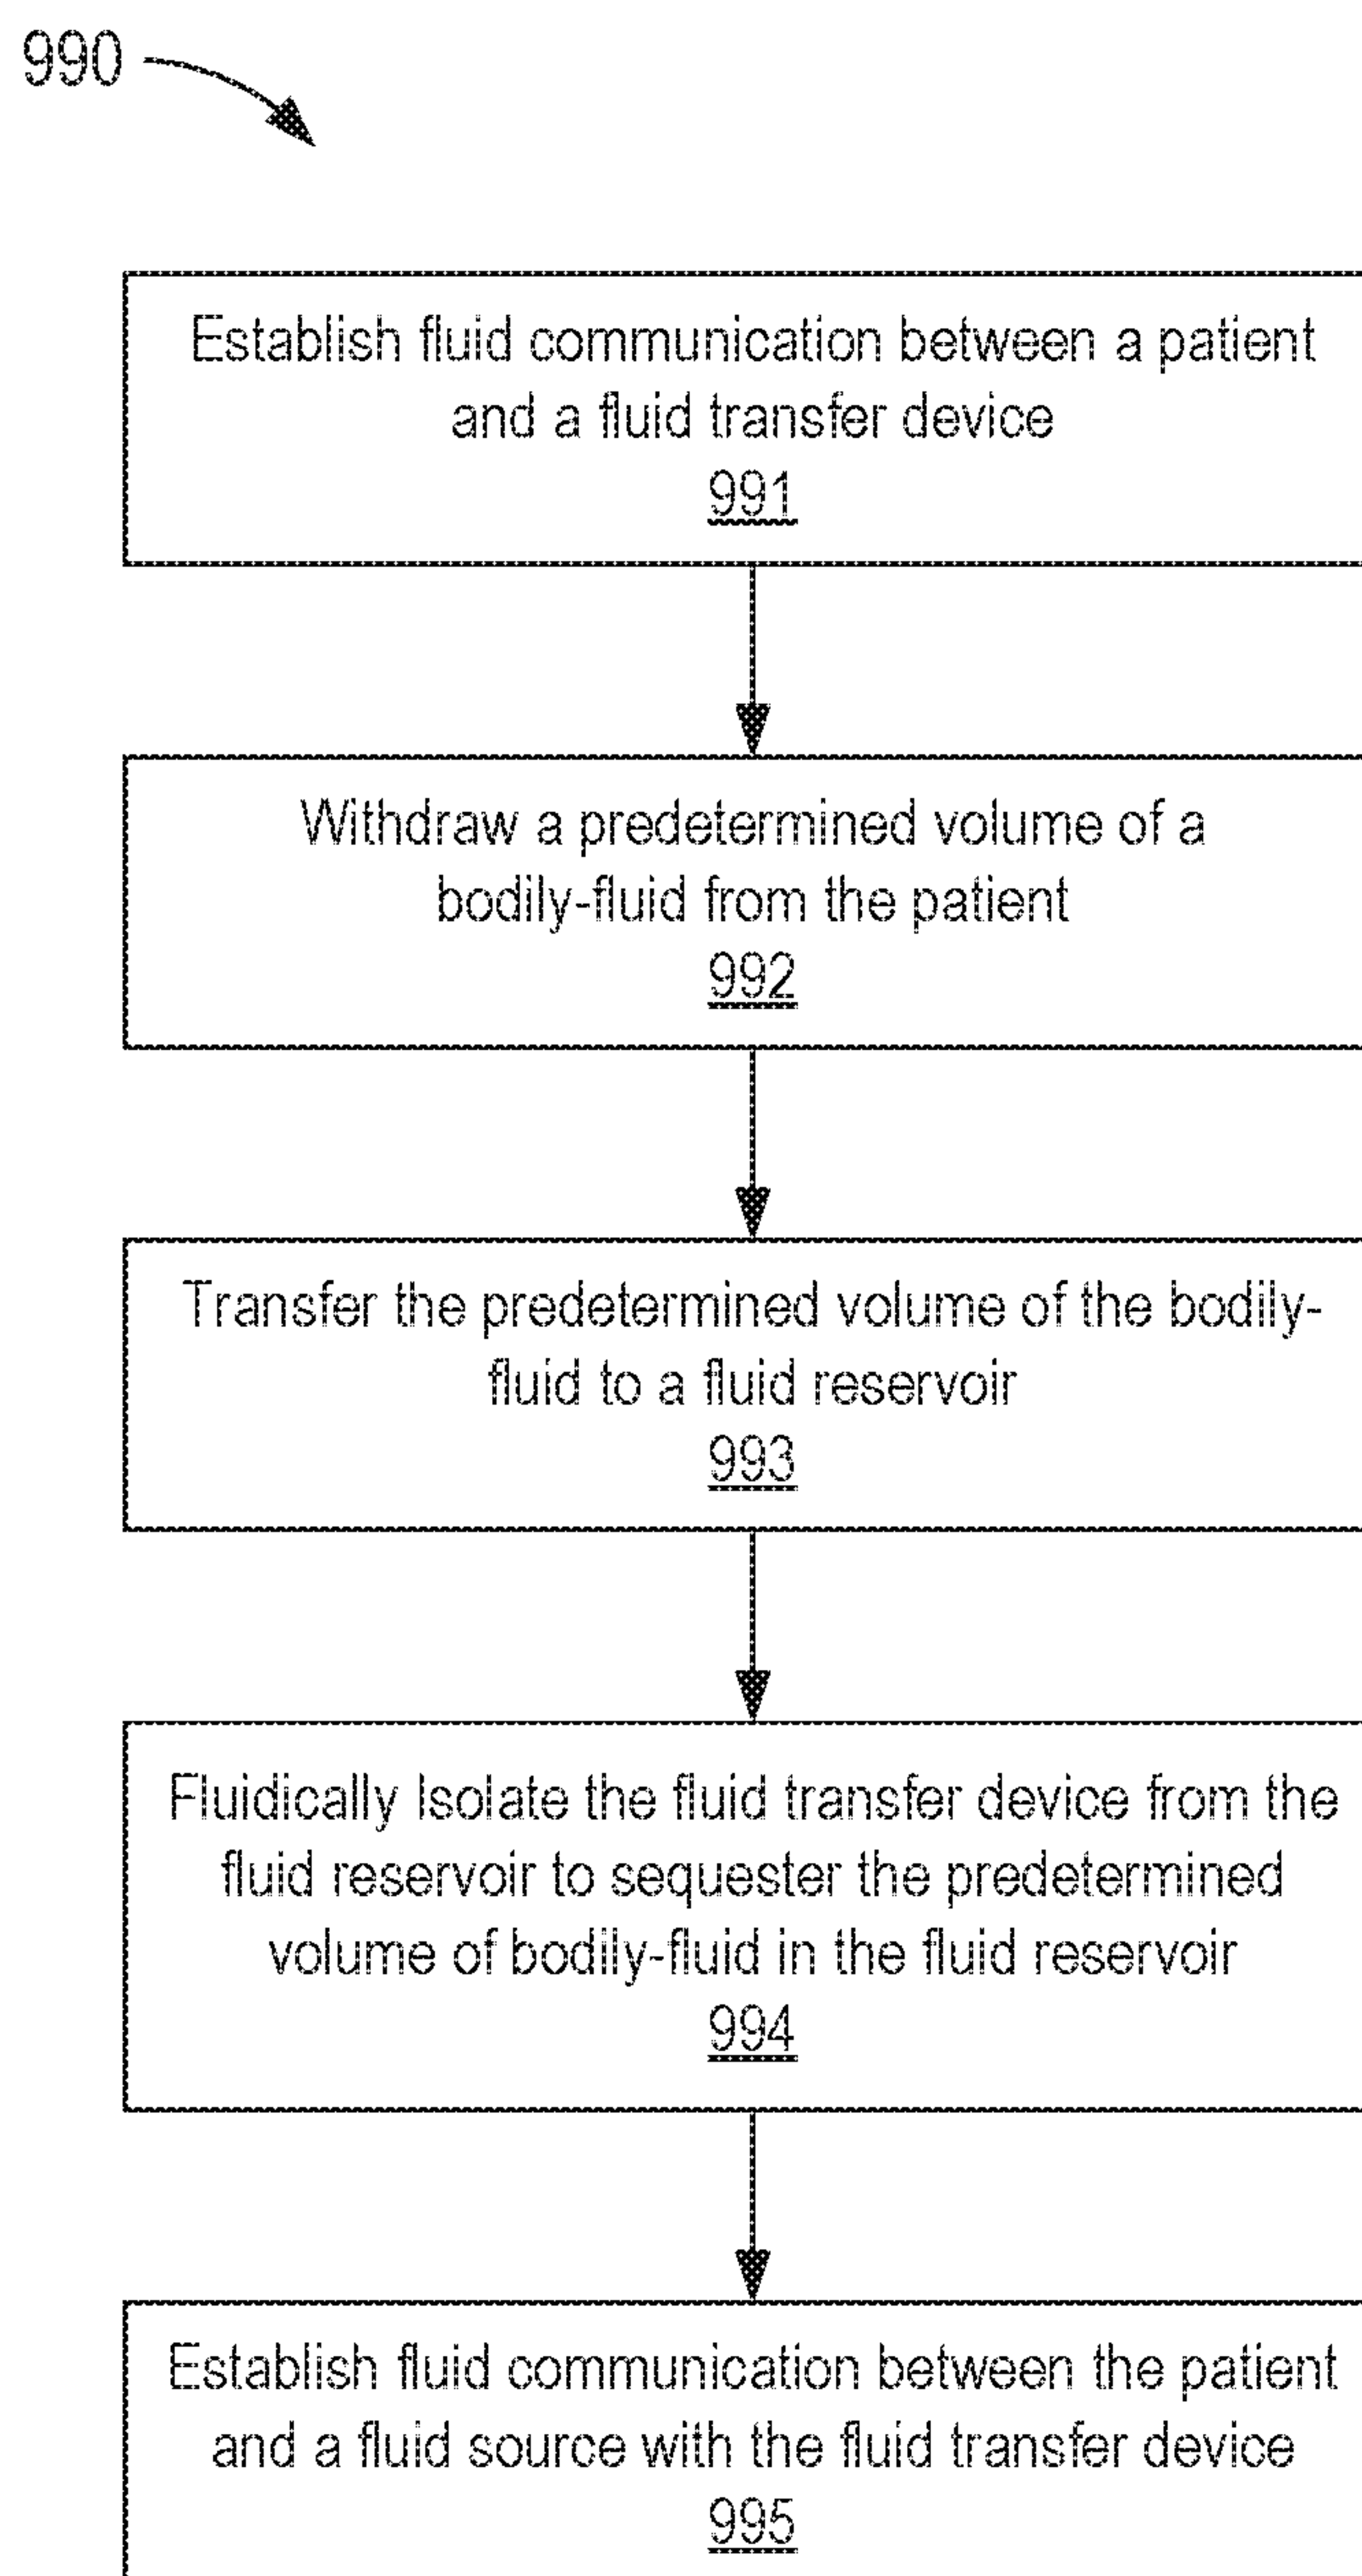 990
Establish fluid communication between a patient
and a fluid transfer device
991
Withdraw a predetermined volume of a
bodily-fluid from the patient
992
Transfer the predetermined volume of the bodily-
fluid to a fluid reservoir
993
Fluidically Isolate the fluid transfer device from the
fluid reservoir to sequester the predetermined
volume of bodily-fluid in the fluid reservoir
994
Establish fluid communication between the patient
and a fluid source with the fluid transfer device
995